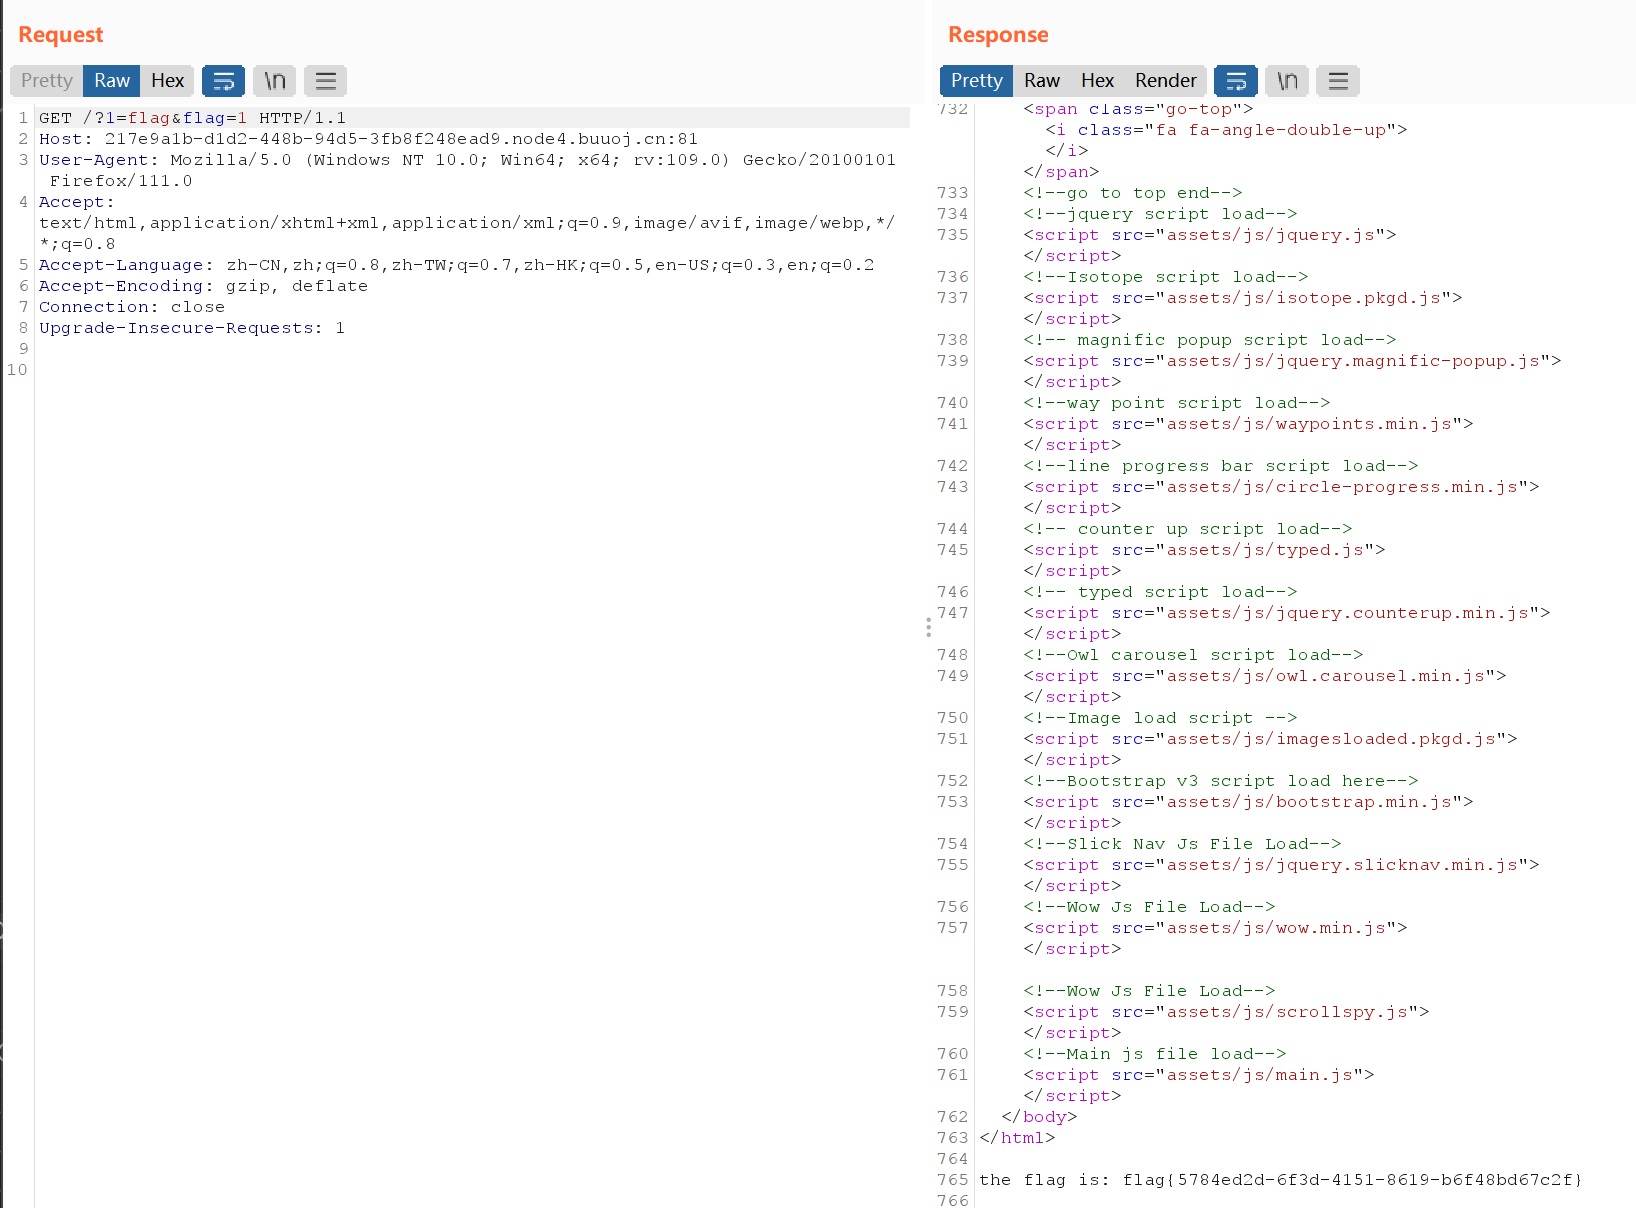 Request
Pretty Raw Hex \n
1 GET /?1=flag&flag=1 HTTP/1.1
2 Host: 217e9a1b-d1d2-448b-94d5-3fb8f248ead9.node4.buuoj.cn:81
3 User-Agent: Mozilla/5.0 (Windows NT 10.0; Win64; x64; rv:109.0) Gecko/20100101
Firefox/111.0
4 Accept:
text/html,application/xhtml+xml,application/xml;q=0.9,image/avif,image/webp,*/
*;q=0.8
5 Accept-Language: zh-CN,zh;q=0.8,zh-TW;q=0.7,zh-HK;q=0.5,en-US;q=0.3,en;q=0.2
6 Accept-Encoding: gzip, deflate
7 Connection: close
8 Upgrade-Insecure-Requests: 1
9
10
Response
Pretty Raw Hex Render \n
732 <span class="go-top">
<i class="fa fa-angle-double-up">
</i>
</span>
733 <!--go to top end-->
734 <!--jquery script load-->
735 <script src="assets/js/jquery.js">
</script>
736 <!--Isotope script load-->
737 <script src="assets/js/isotope.pkgd.js">
</script>
738 <!-- magnific popup script load-->
739 <script src="assets/js/jquery.magnific-popup.js">
</script>
740 <!--way point script load-->
741 <script src="assets/js/waypoints.min.js">
</script>
742 <!--line progress bar script load-->
743 <script src="assets/js/circle-progress.min.js">
</script>
744 <!-- counter up script load-->
745 <script src="assets/js/typed.js">
</script>
746 <!-- typed script load-->
747 <script src="assets/js/jquery.counterup.min.js">
</script>
748 <!--Owl carousel script load-->
749 <script src="assets/js/owl.carousel.min.js">
</script>
750 <!--Image load script -->
751 <script src="assets/js/imagesloaded.pkgd.js">
</script>
752 <!--Bootstrap v3 script load here-->
753 <script src="assets/js/bootstrap.min.js">
</script>
754 <!--Slick Nav Js File Load-->
755 <script src="assets/js/jquery.slicknav.min.js">
</script>
756 <!--Wow Js File Load-->
757 <script src="assets/js/wow.min.js">
</script>
758 <!--Wow Js File Load-->
759 <script src="assets/js/scrollspy.js">
</script>
760 <!--Main js file load-->
761 <script src="assets/js/main.js">
</script>
762 </body>
763 </html>
764
765 the flag is: flag{5784ed2d-6f3d-4151-8619-b6f48bd67c2f}
766